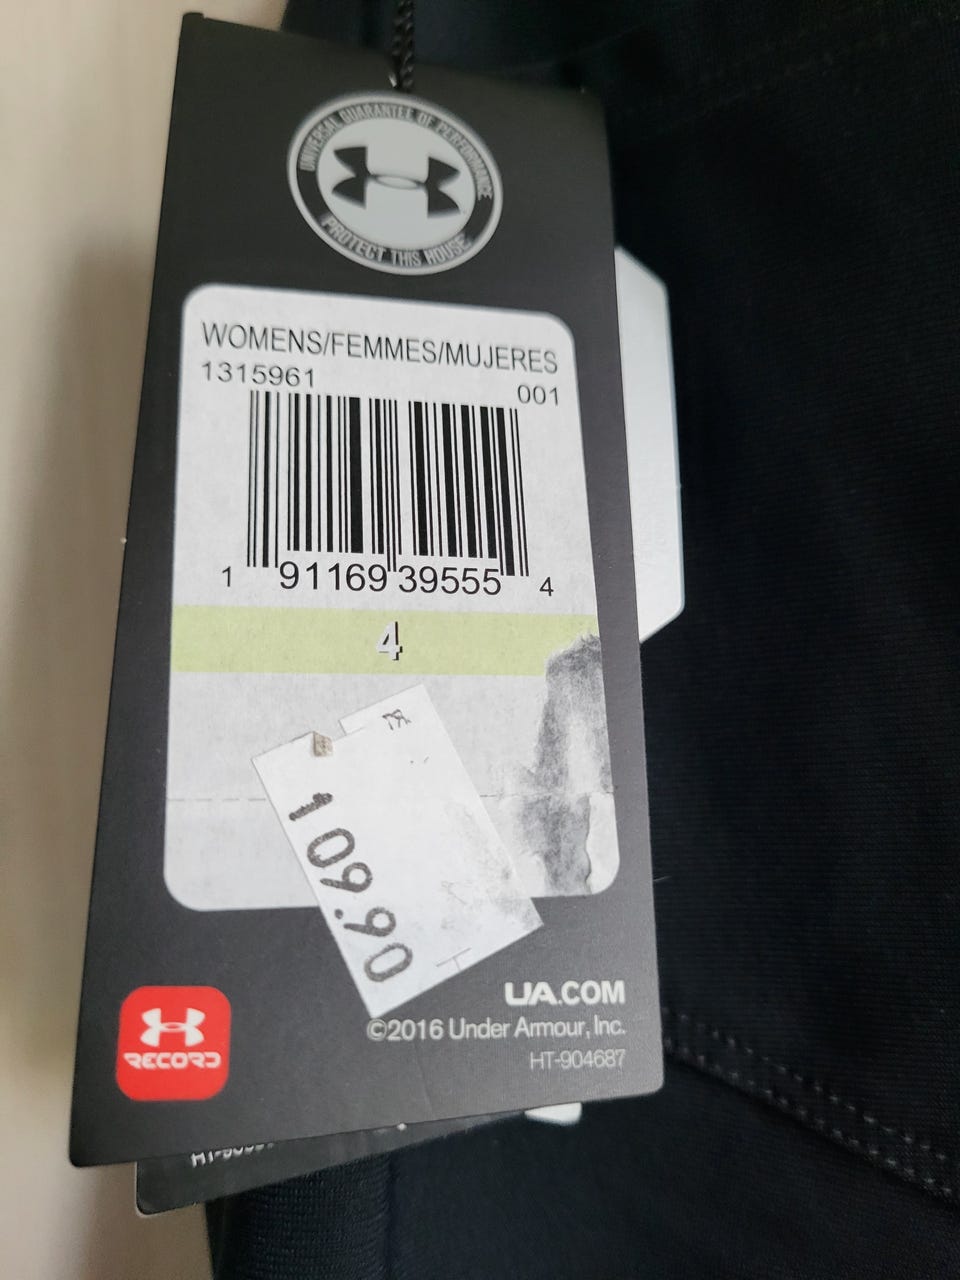 UNIVERSAL GUARANTEE OF PERFORMANCE
PROTECT THIS HOUSE
WOMENS/FEMMES/MUJERES
1315961 001
1 91169 39555 4
4
109.90
UA.COM
©2016 Under Armour, Inc.
HT-904687
RECORD